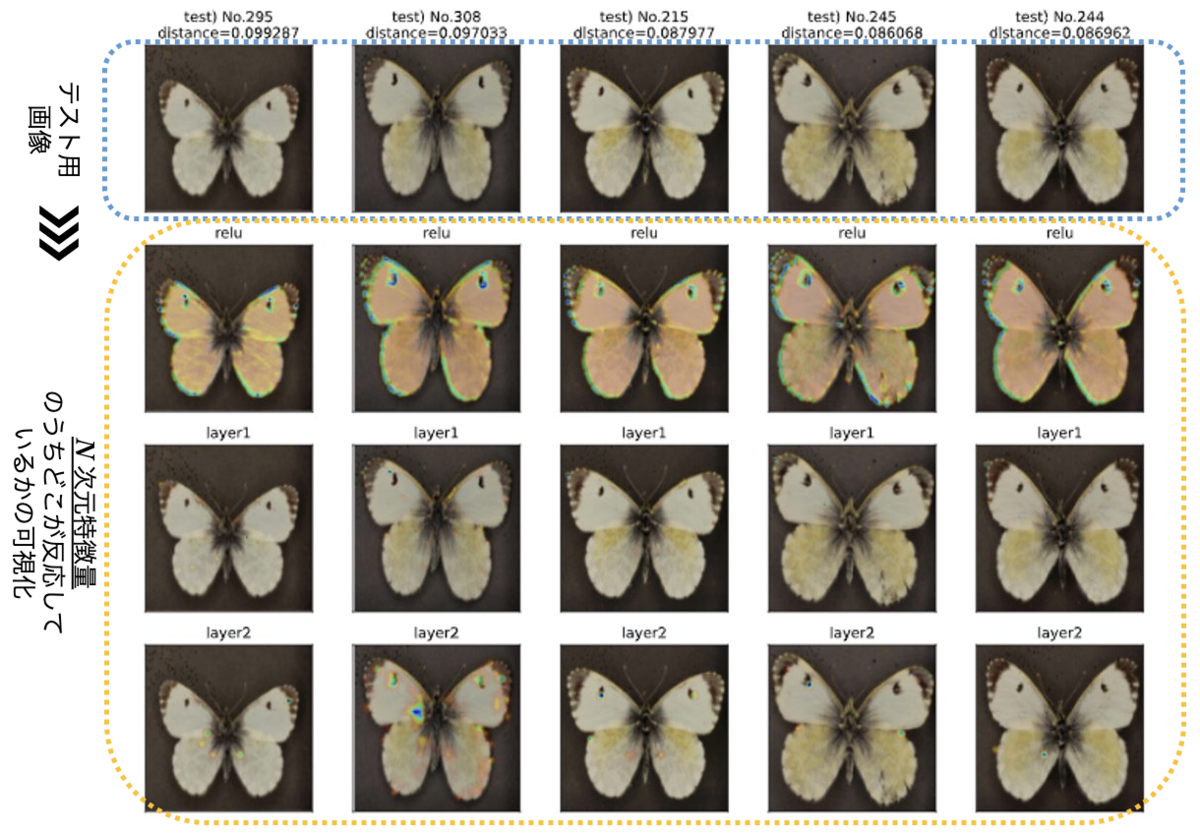 test) No.295
distance=0.099287
test) No.308
distance=0.097033
test) No.215
distance=0.087977
test) No.245
distance=0.086068
test) No.244
distance=0.086962
テスト用
画像
relu
relu
relu
relu
relu
N 次元特徴量
のうちどこが反応して
いるかの可視化
layer1
layer1
layer1
layer1
layer1
layer2
layer2
layer2
layer2
layer2